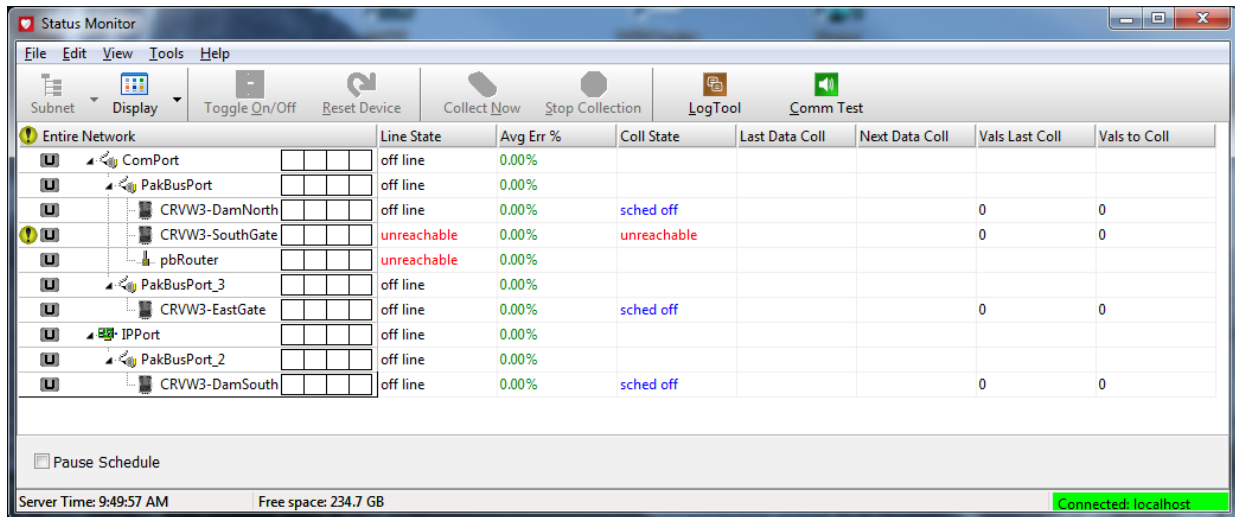 Status Monitor
File Edit View Tools Help
Subnet Display Toggle On/Off Reset Device Collect Now Stop Collection LogTool Comm Test
Entire Network Line State Avg Err % Coll State Last Data Coll Next Data Coll Vals Last Coll Vals to Coll
U ComPort off line 0.00%
U PakBusPort off line 0.00%
U CRVW3-DamNorth off line 0.00% sched off 0 0
U CRVW3-SouthGate unreachable 0.00% unreachable 0 0
U pbRouter unreachable 0.00%
U PakBusPort_3 off line 0.00%
U CRVW3-EastGate off line 0.00% sched off 0 0
U IPPort off line 0.00%
U PakBusPort_2 off line 0.00%
U CRVW3-DamSouth off line 0.00% sched off 0 0
Pause Schedule
Server Time: 9:49:57 AM Free space: 234.7 GB Connected: localhost